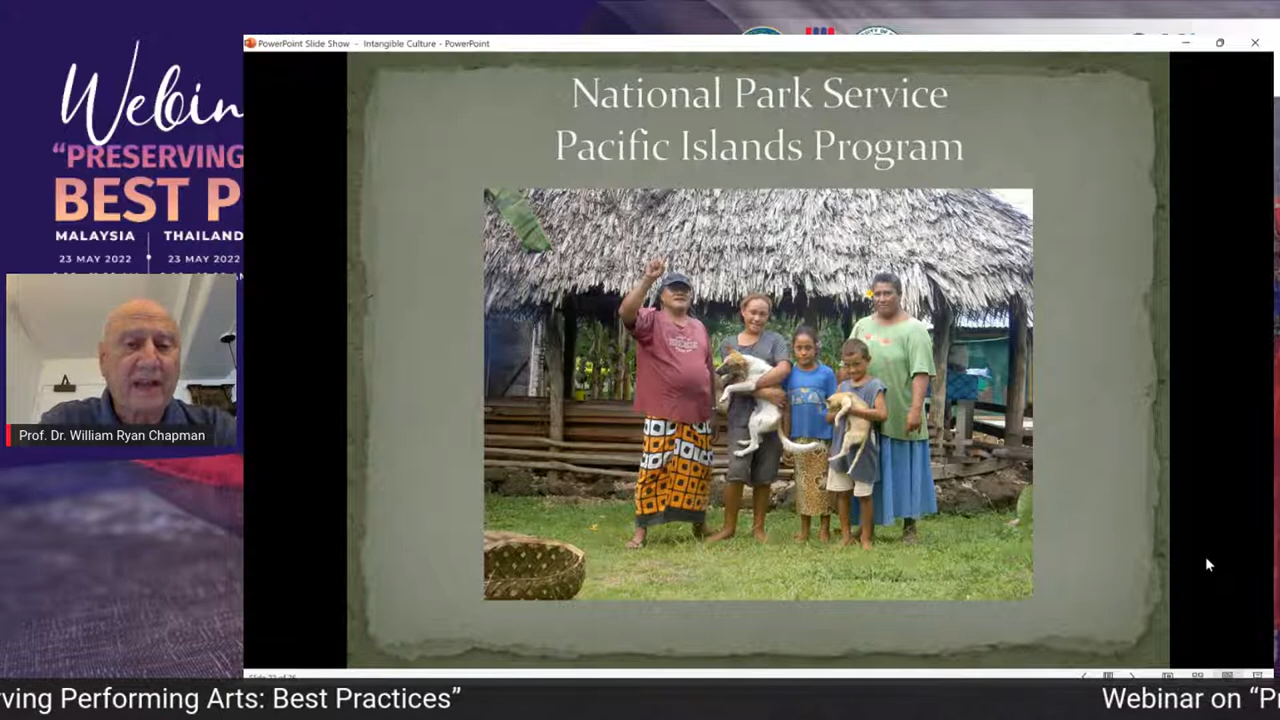 PowerPoint Slide Show - Intangible Culture - PowerPoint
Webin
“PRESERVING
BEST P
MALAYSIA THAILAND
23 MAY 2022 23 MAY 2022
National Park Service
Pacific Islands Program
Prof. Dr. William Ryan Chapman
ving Performing Arts: Best Practices” Webinar on “P